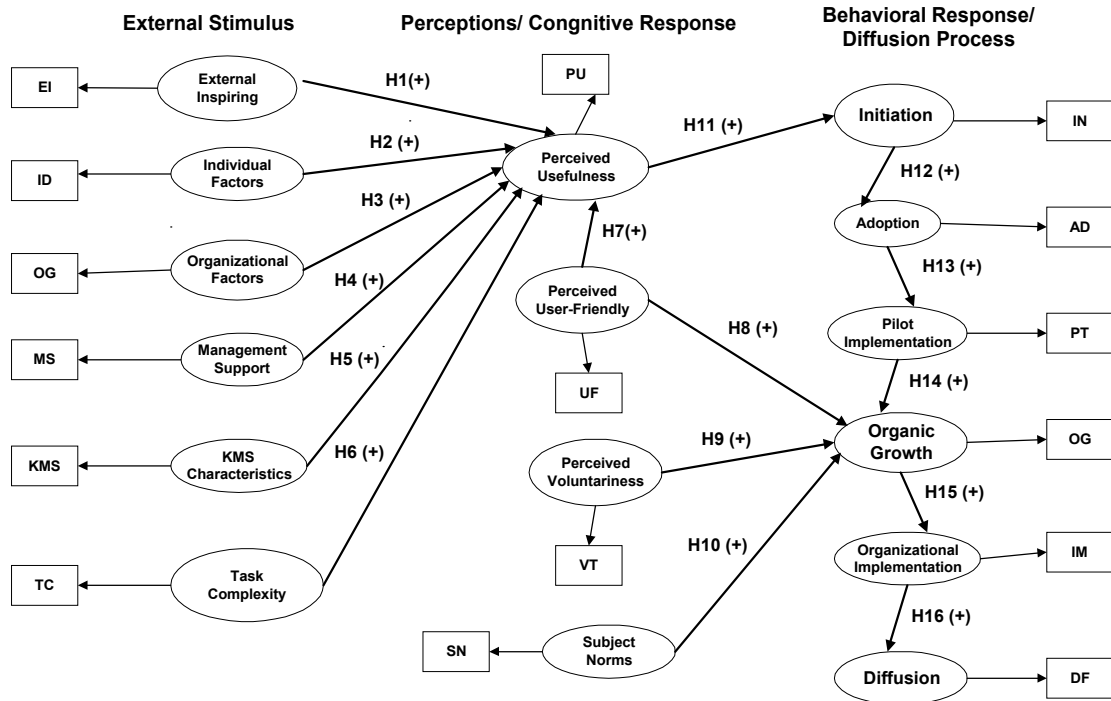 External Stimulus
Perceptions/ Congnitive Response
Behavioral Response/
Diffusion Process
EI
External
Inspiring
H1(+)
ID
Individual
Factors
H2 (+)
OG
Organizational
Factors
H3 (+)
MS
Management
Support
H4 (+)
KMS
KMS
Characteristics
H5 (+)
TC
Task
Complexity
H6 (+)
PU
Perceived
Usefulness
H7(+)
Perceived
User-Friendly
UF
H8 (+)
Perceived
Voluntariness
VT
H9 (+)
SN
Subject
Norms
H10 (+)
H11 (+)
Initiation
IN
H12 (+)
Adoption
AD
H13 (+)
Pilot
Implementation
PT
H14 (+)
Organic
Growth
OG
H15 (+)
Organizational
Implementation
IM
H16 (+)
Diffusion
DF